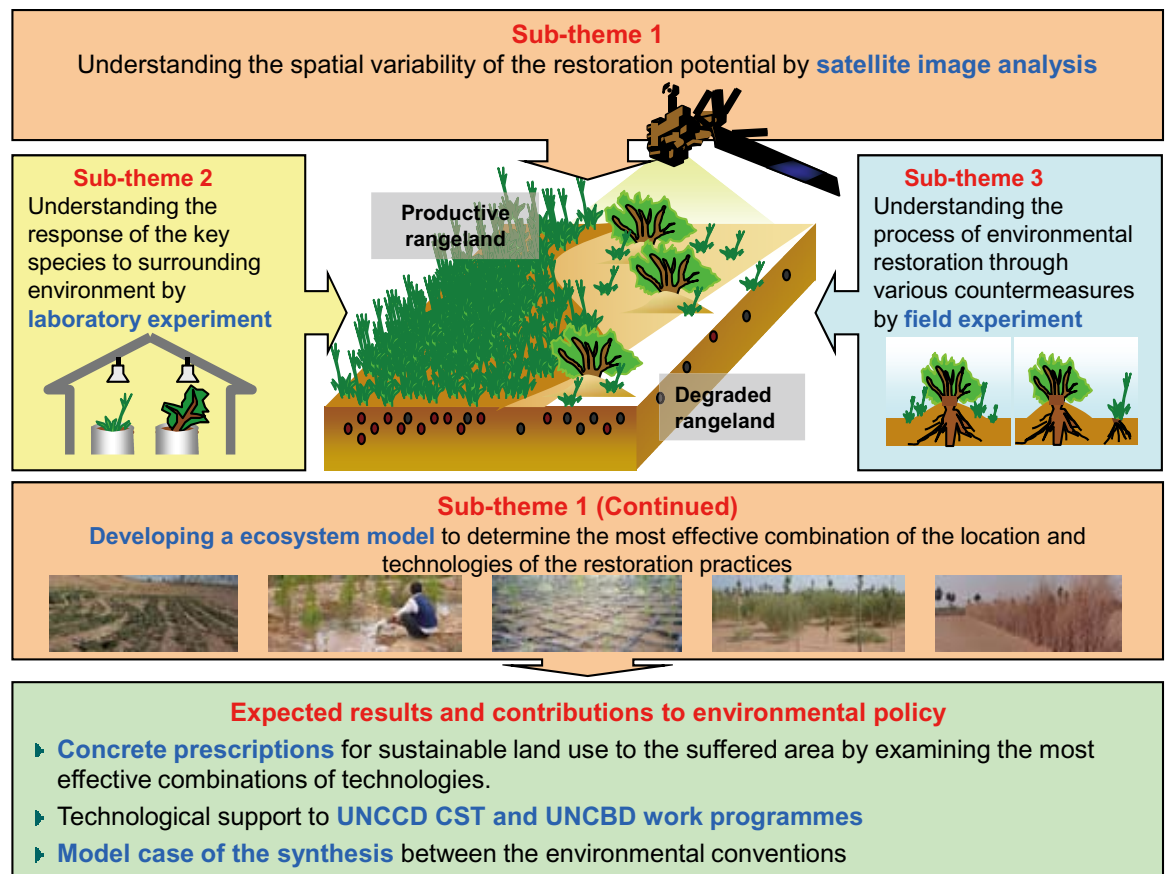 Sub-theme 1
Understanding the spatial variability of the restoration potential by satellite image analysis
Sub-theme 2
Understanding the
response of the key
species to surrounding
environment by
laboratory experiment
Productive
rangeland
Degraded
rangeland
Sub-theme 3
Understanding the
process of environmental
restoration through
various countermeasures
by field experiment
Sub-theme 1 (Continued)
Developing a ecosystem model to determine the most effective combination of the location and
technologies of the restoration practices
Expected results and contributions to environmental policy
Concrete prescriptions for sustainable land use to the suffered area by examining the most
effective combinations of technologies.
Technological support to UNCCD CST and UNCBD work programmes
Model case of the synthesis between the environmental conventions